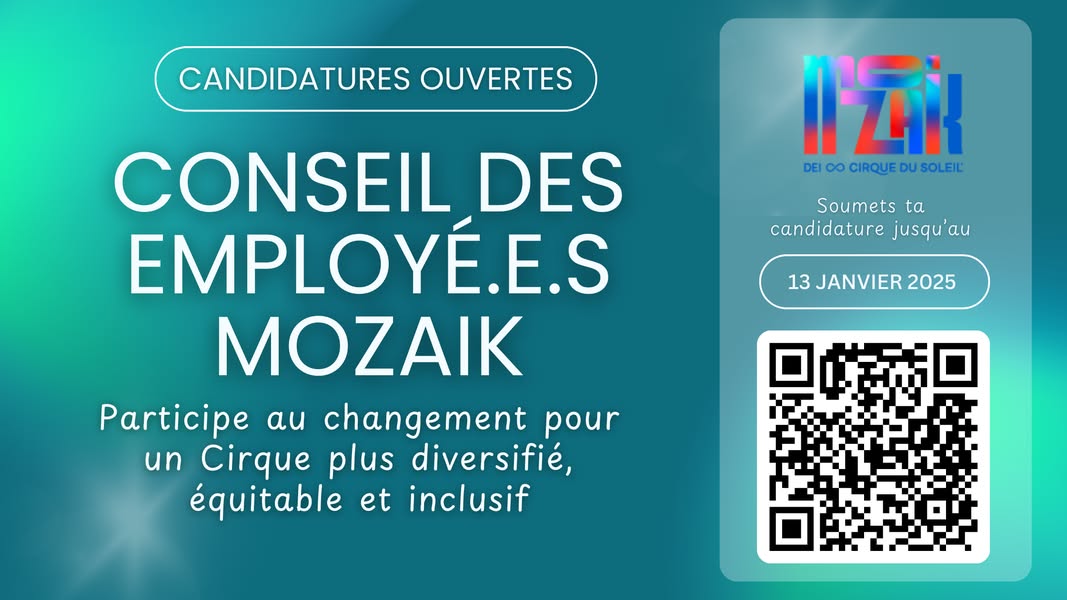 CANDIDATURES OUVERTES
CONSEIL DES
EMPLOYÉ.E.S
MOZAIK
Participe au changement pour
un Cirque plus diversifié,
équitable et inclusif
MOZAIK
DEI ∞ CIRQUE DU SOLEIL
Soumets ta
candidature jusqu'au
13 JANVIER 2025